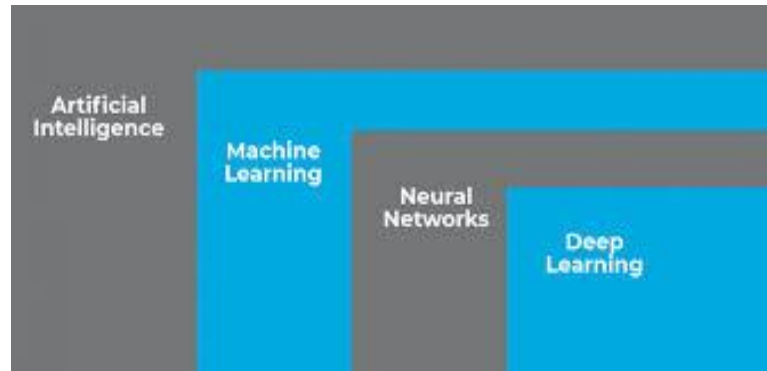 Artificial
Intelligence
Machine
Learning
Neural
Networks
Deep
Learning